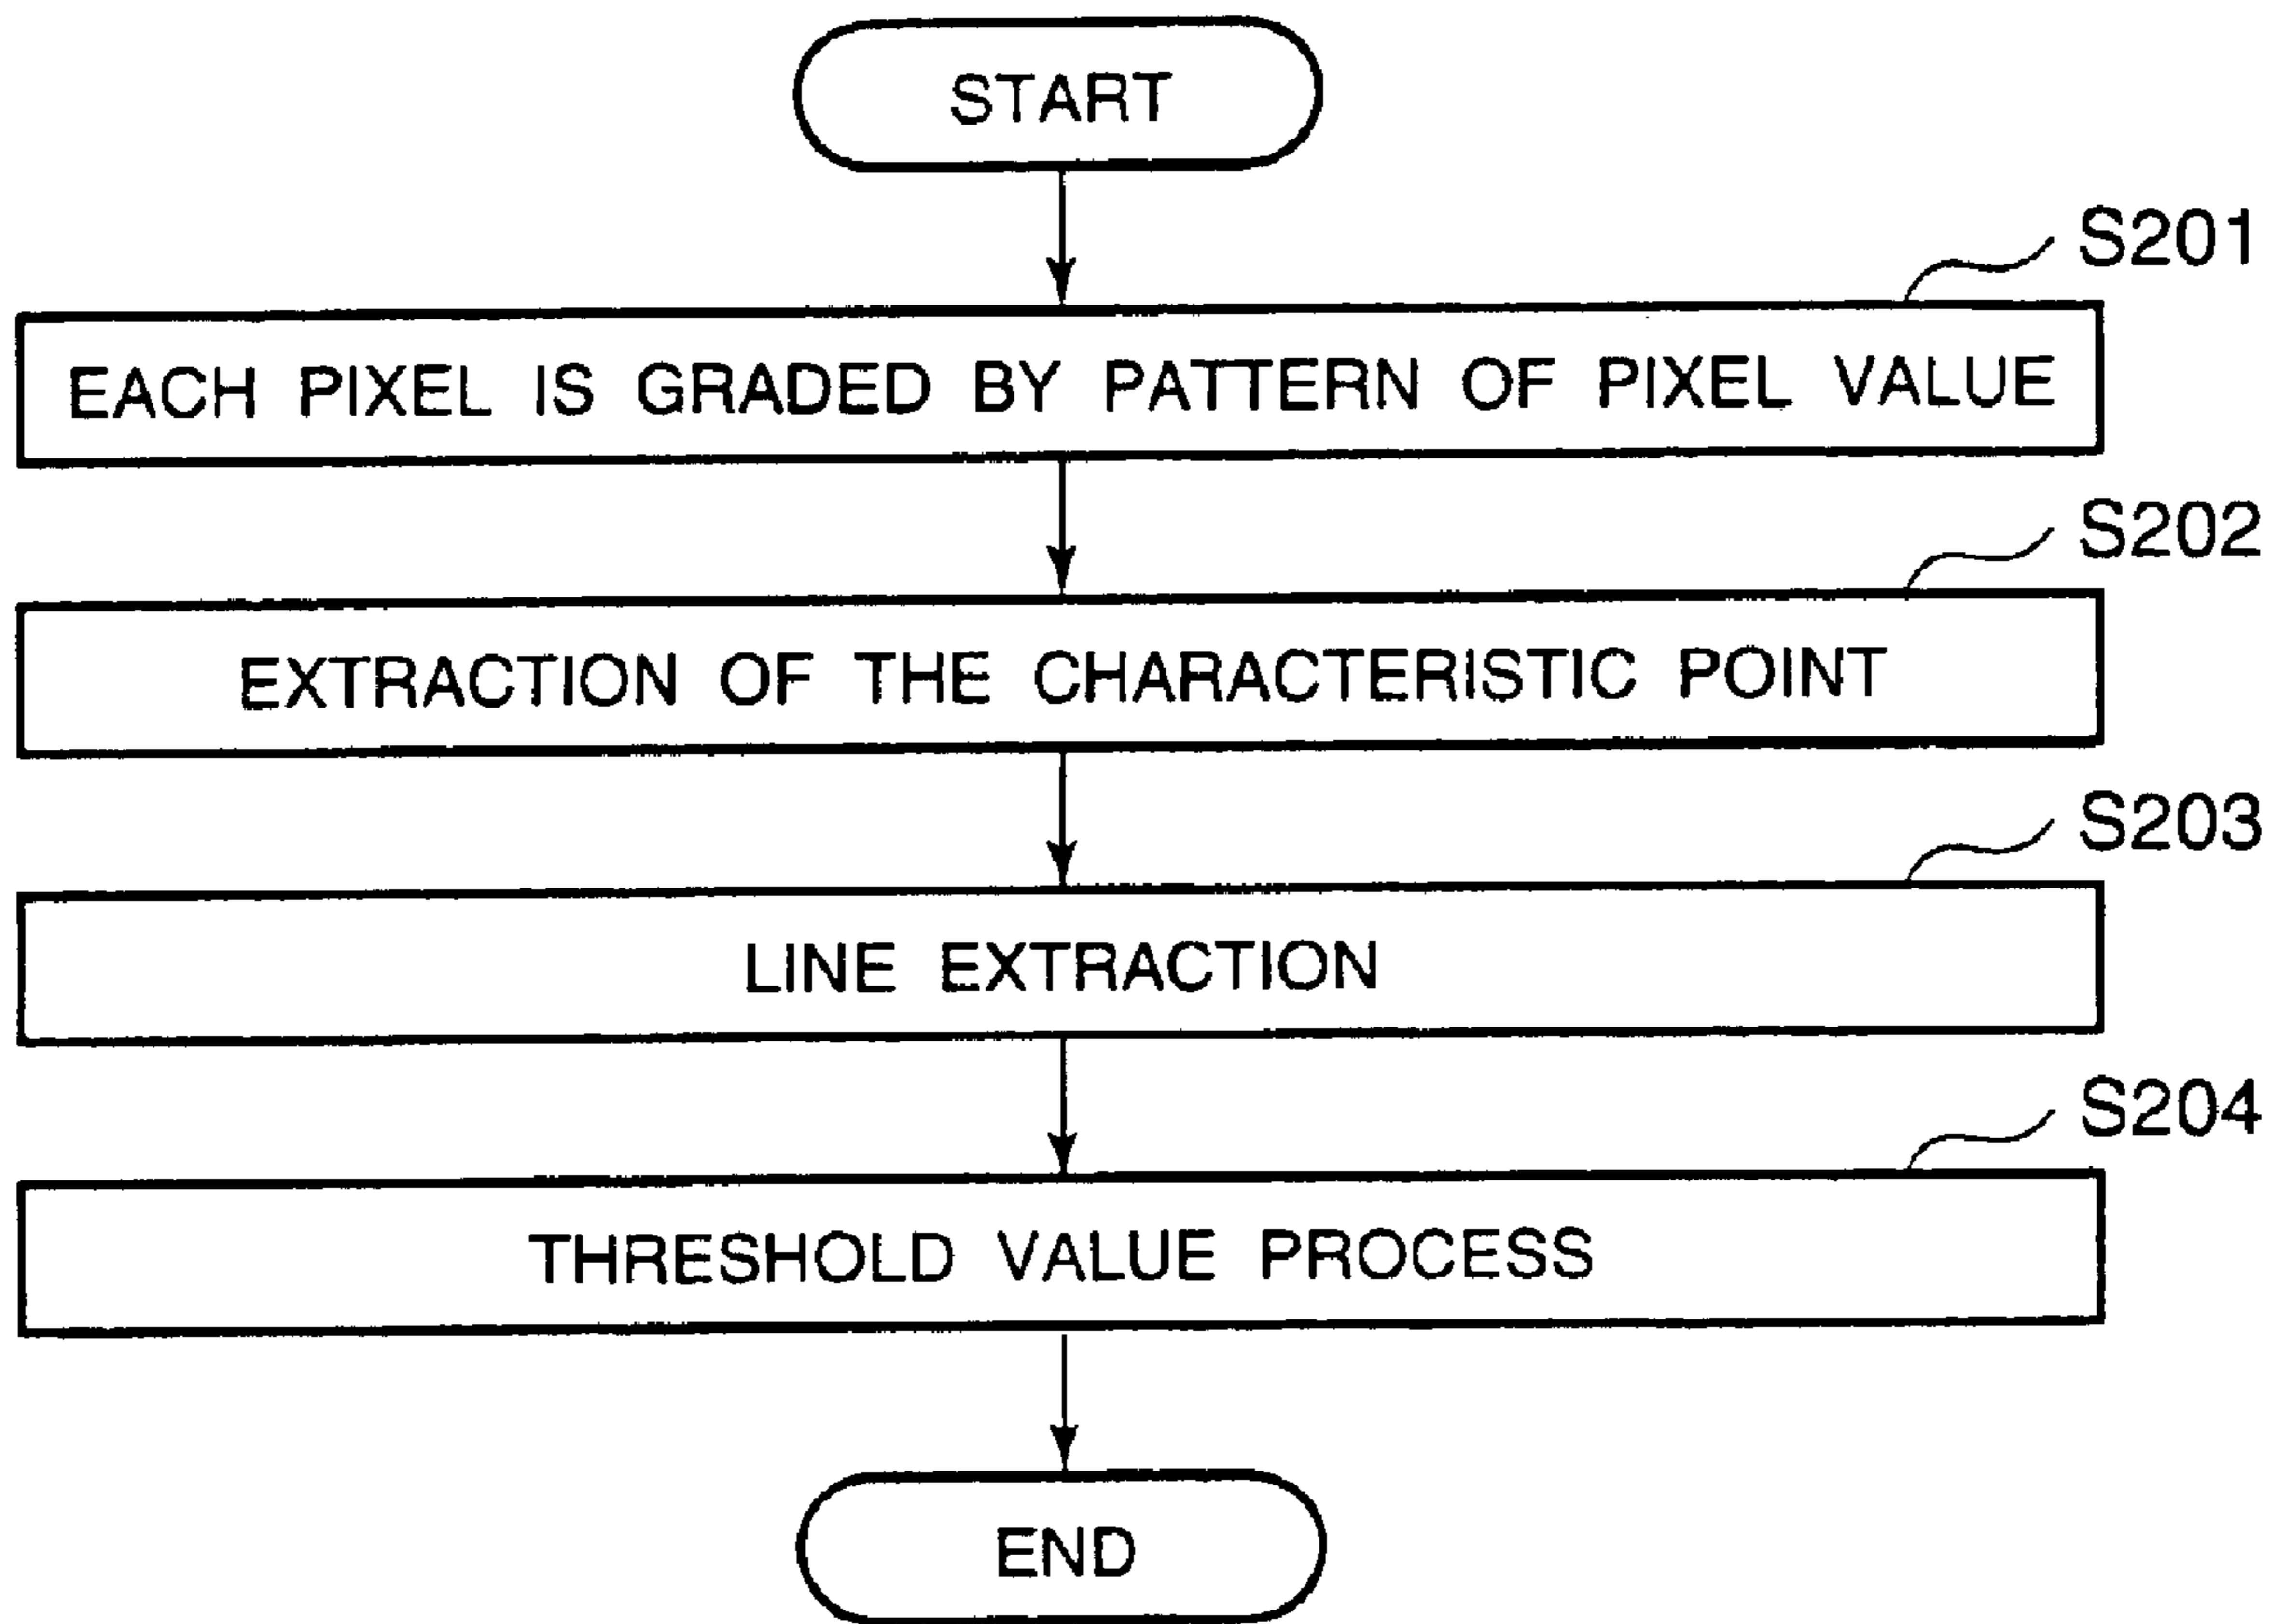 START
S201
EACH PIXEL IS GRADED BY PATTERN OF PIXEL VALUE
S202
EXTRACTION OF THE CHARACTERISTIC POINT
S203
LINE EXTRACTION
S204
THRESHOLD VALUE PROCESS
END